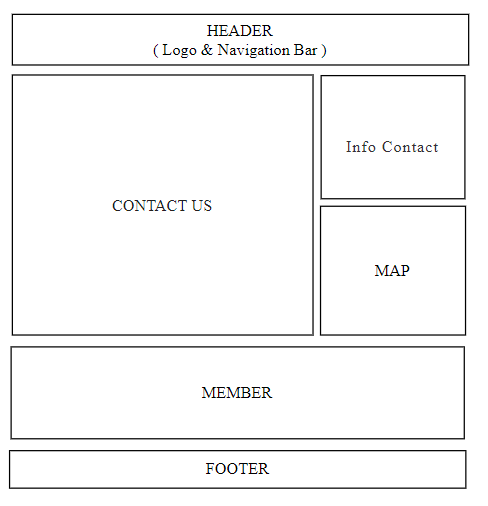 HEADER
( Logo & Navigation Bar )
Info Contact
CONTACT US
MAP
MEMBER
FOOTER